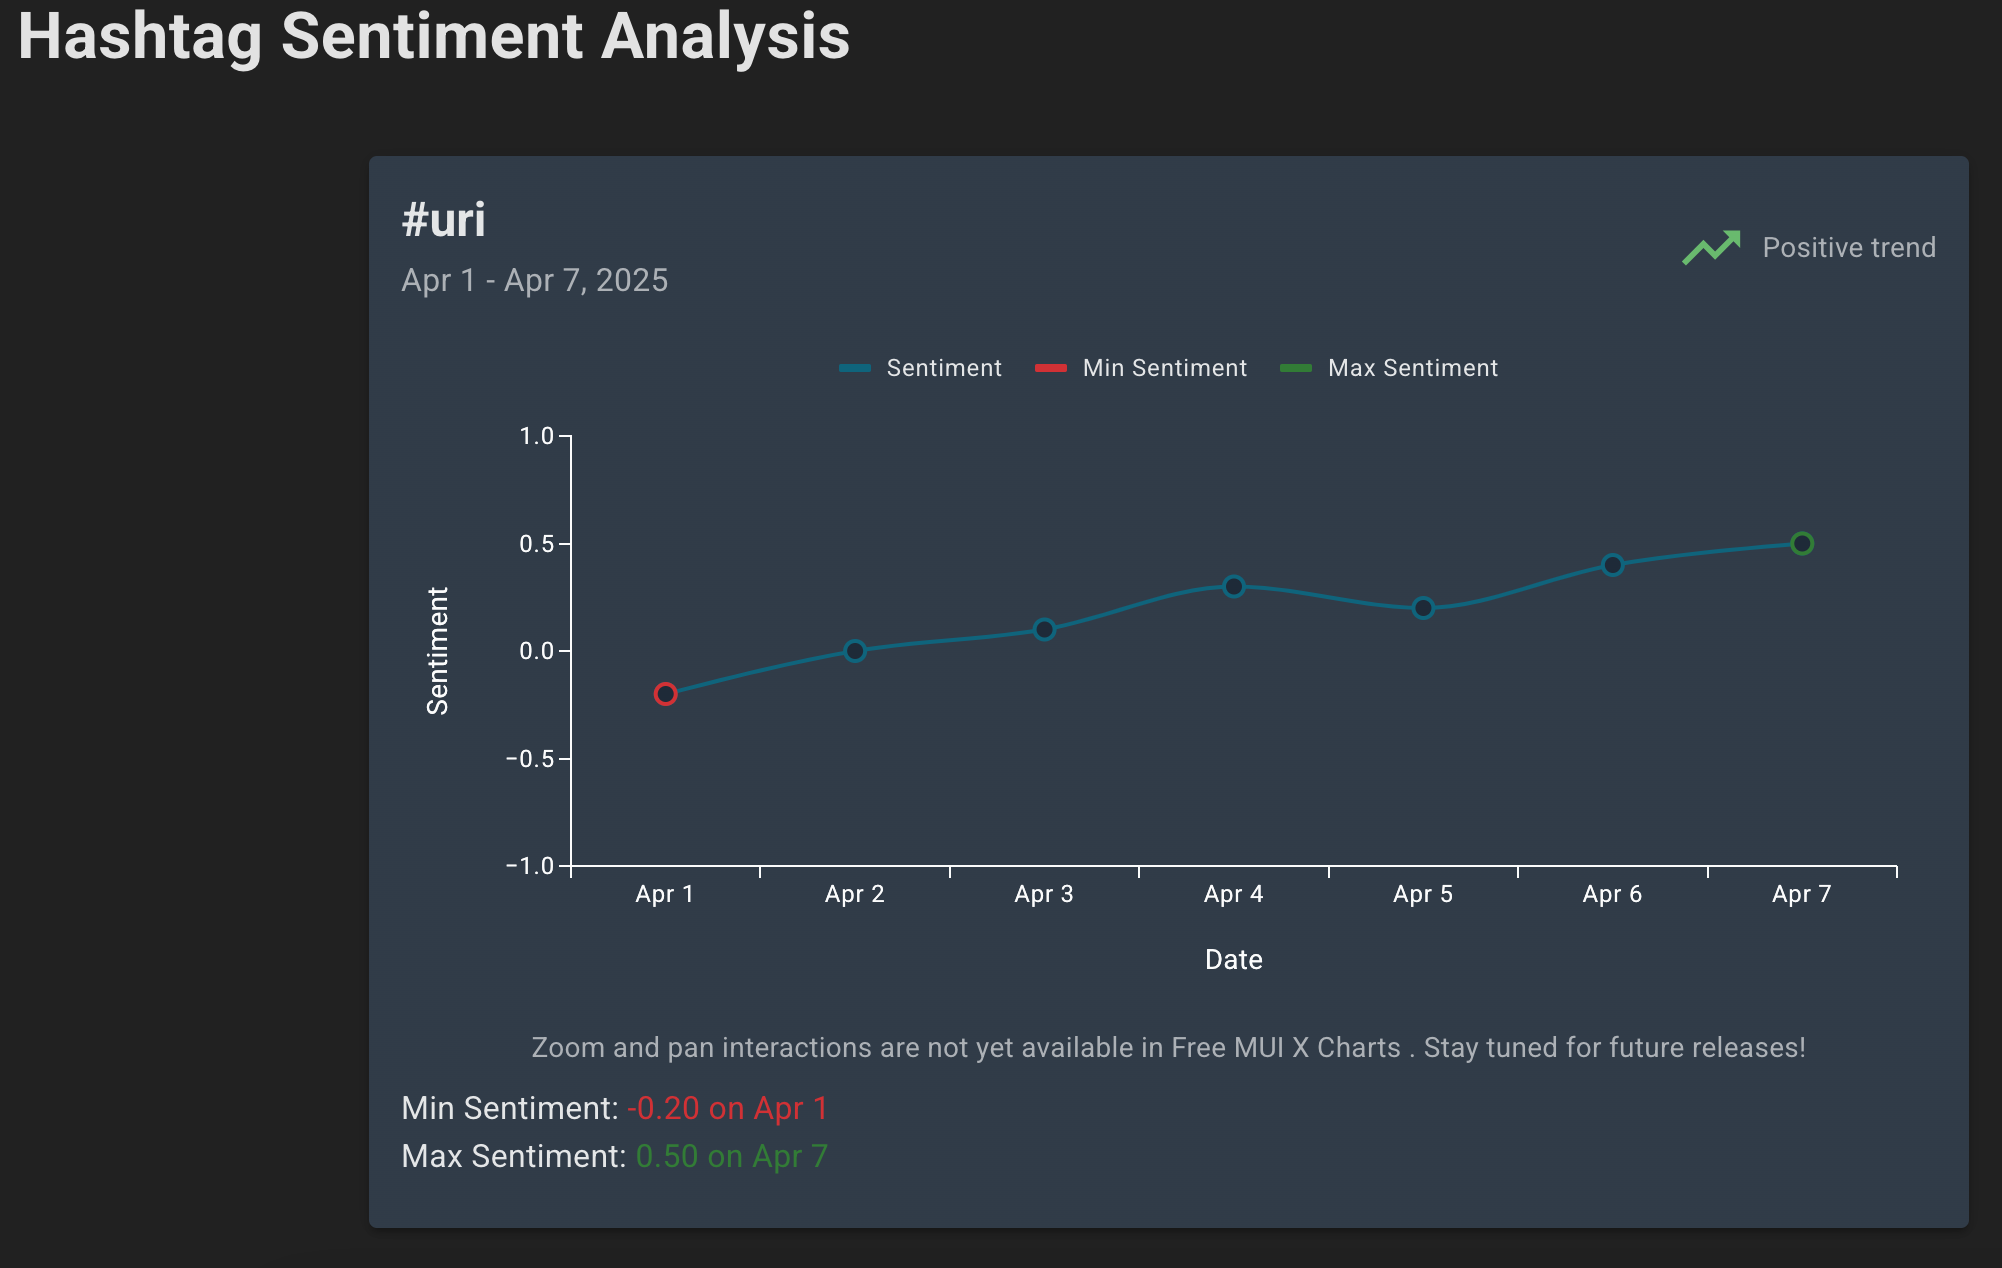 Hashtag Sentiment Analysis
#uri
Apr 1 - Apr 7, 2025
Positive trend
Sentiment
Min Sentiment
Max Sentiment
1.0
0.5
0.0
−0.5
−1.0
Sentiment
Apr 1
Apr 2
Apr 3
Apr 4
Apr 5
Apr 6
Apr 7
Date
Zoom and pan interactions are not yet available in Free MUI X Charts . Stay tuned for future releases!
Min Sentiment: -0.20 on Apr 1
Max Sentiment: 0.50 on Apr 7